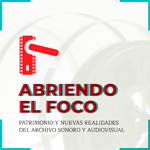 ABRIENDO
EL FOCO
PATRIMONIO Y NUEVAS REALIDADES
DEL ARCHIVO SONORO Y AUDIOVISUAL